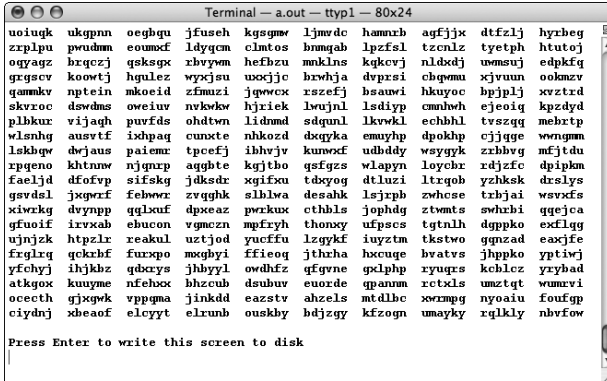 Terminal — a.out — ttyp1 — 80x24
uoiuqk ukgpnn oegbqu jfuseh kgsgmw ljmvdc hamnrb agfjjx dtfzlj hyrbeg
zrplpu pwudmm eoumxf ldyqcm clmtos bnmqab lpzfsl tzcnlz tyetph htutoj
oqyagz brqczj qsksgx rbvywm hefbzu mnklns kqkcvj nldxdj uwmsuj edpkfq
grgscv koowtj hgulez wyxjsu uxxjjc brwhja dvprsi cbqwmu xjvuun ookmzv
qammkv nptein mkoeid zfmuzi jqwwcx rszefj bsauwi hkuyoc bpjplj xvztrd
skvroc dswdms oweiuv nvkwkw hjriek lwujnl lsdiyp cmnhwh ejeoiq kpzdyd
plbkur vijaqh puvfds ohdtwn lidnmd sdqunl lkvwkl echbhl tvszqq mebrtp
wlsnhg ausvtf ixhpaq cunxte nhkozd dxqyka emuyhp dpokhp cjjqge wwngmm
lskbqw dwjaus paiemr tpcefj ibhvjv kunwxf udbddy wsygyk zrbbvg mfjtdu
rpqeno khtnnw njqnrp aqgbte kgjtbo qsfgzs wlapyn loycbr rdjzfc dpipkm
faeljd dfofvp sifskg jdksdr xgifxu tdxyog dtluzi ltrqob yzhksk drslys
gsvdsl jxgwrf febwwr zvqghk slblwa desahk lsjrpb zwhcse trbjai wsvxfs
xiwrkg dvynpp qqlxuf dpxeaz pwrkux cthbls jophdg ztwmts swhrbi qqejca
gfuoif irvxab ebucon vgmczn mpfryh thonxy ufpscs tgtnlh dgppko exflqg
ujnjzk htpzlr reakul uztjod yucffu lzgykf iuyztm tkstwo gqnzad eaxjfe
frglrq qckrbf furxpo mxgbyi ffieoq jthrha hxcuqe bvatvs jhppko yptiwj
yfchyj ihjkbz qdxrys jhbyyl owdhfz qfgvne gxlphp ryuqrs kcblcz yrybad
atkgox kuuyme nfehxx bhzcub dsubuv euorde qpannm rctxls umztqt wumrvi
ocecth gjxgwk vppqma jinkdd eazstv ahzels mtdlbc xwrmpg nyoaiu foufgp
ciydnj xbeaof elcyyt elrunb ouskby bdjzgy kfzogn umayky rqlkly nbvfow
Press Enter to write this screen to disk